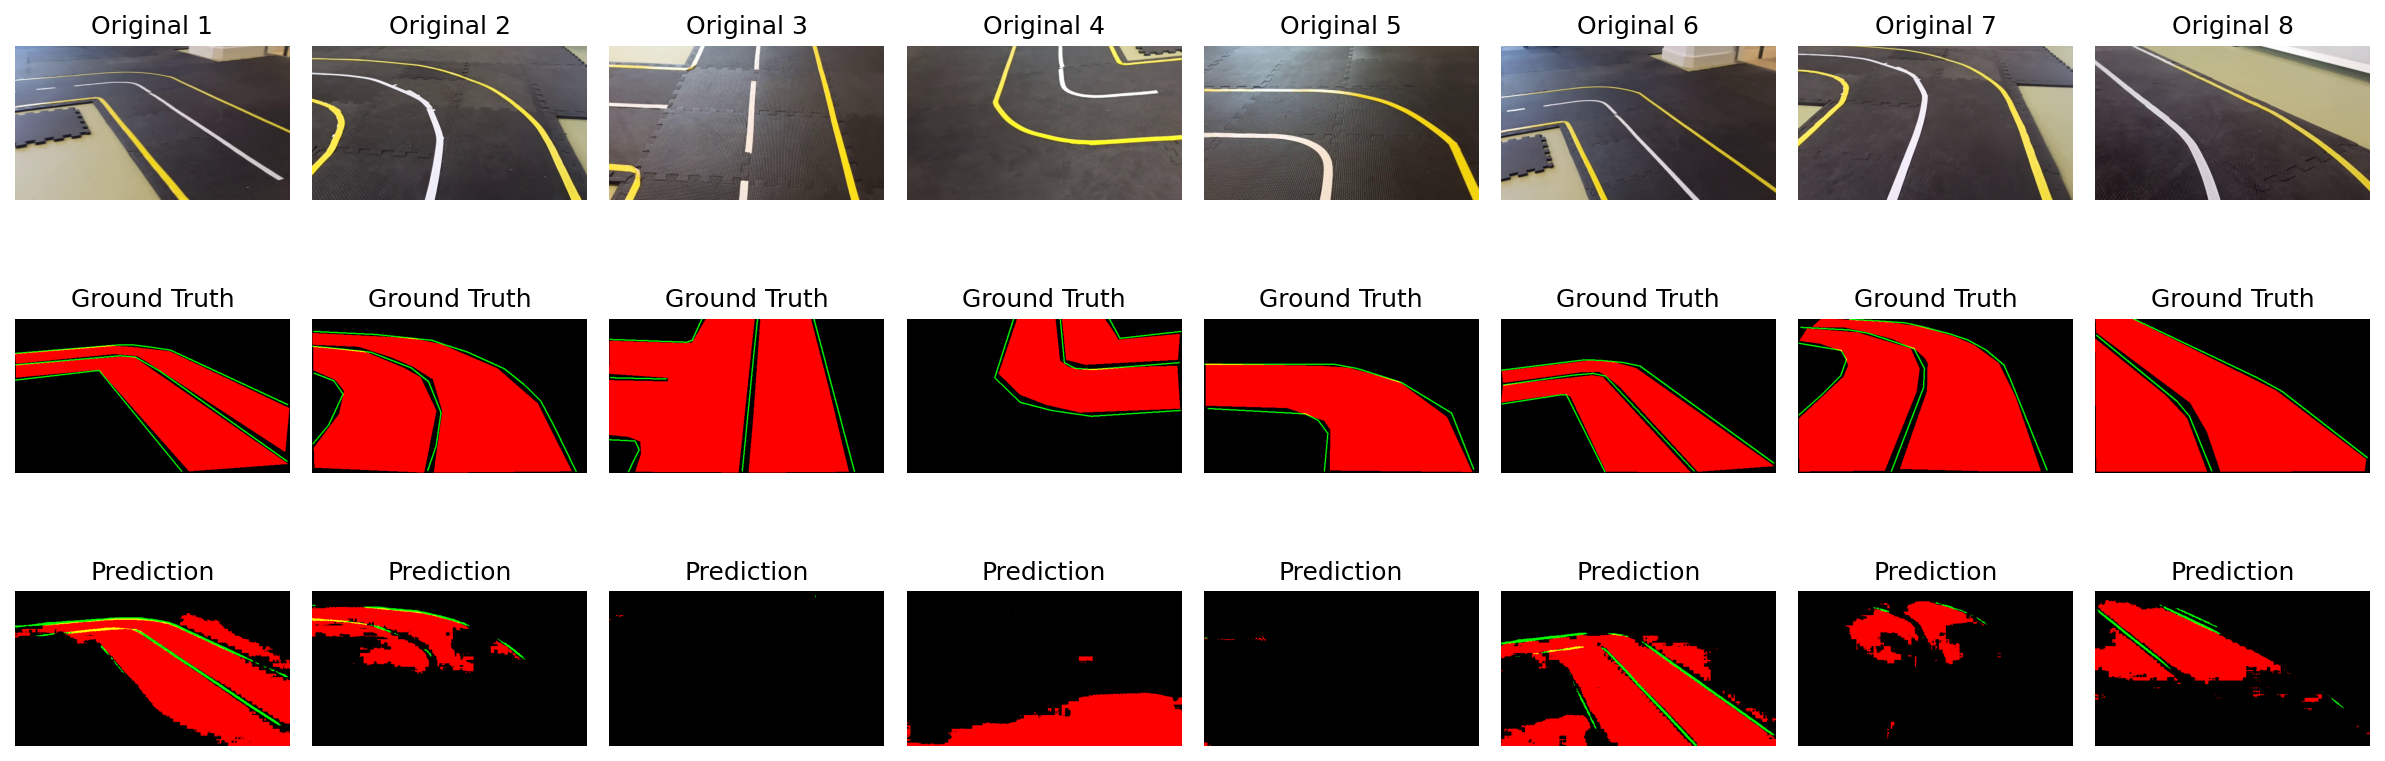 Original 1
Original 2
Original 3
Original 4
Original 5
Original 6
Original 7
Original 8
Ground Truth
Ground Truth
Ground Truth
Ground Truth
Ground Truth
Ground Truth
Ground Truth
Ground Truth
Prediction
Prediction
Prediction
Prediction
Prediction
Prediction
Prediction
Prediction